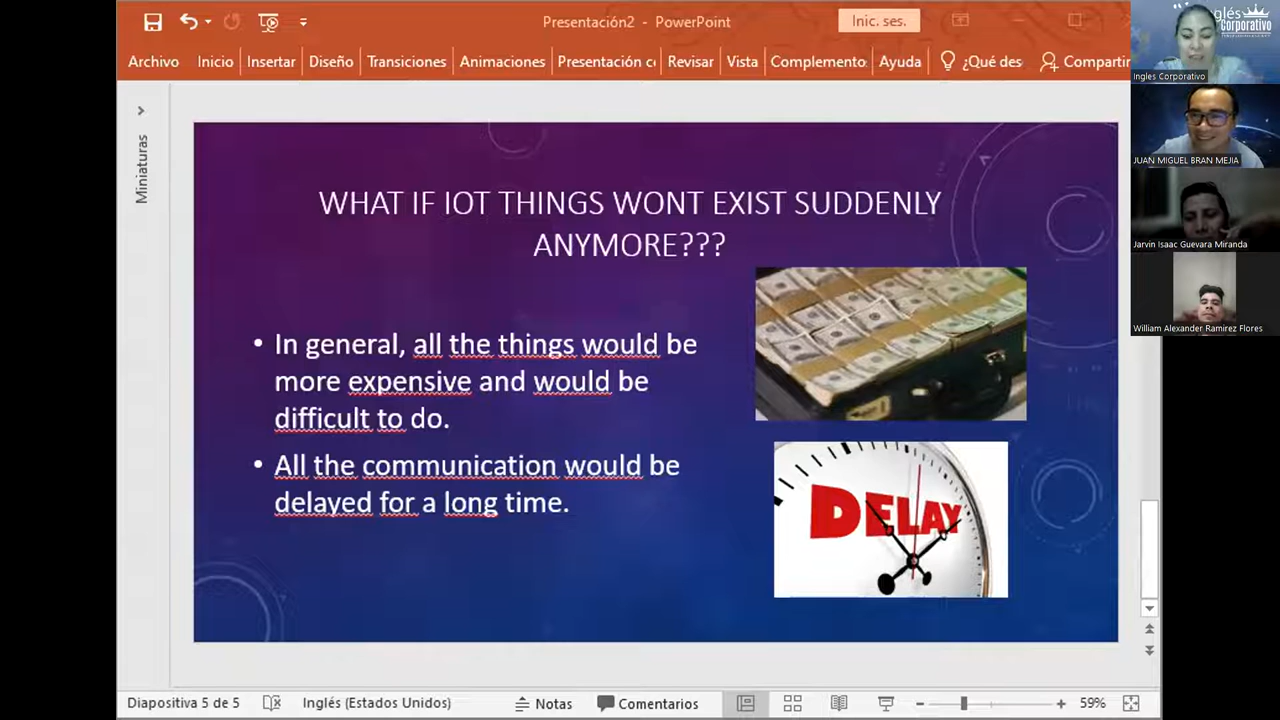 Presentación2 - PowerPoint
Inic. ses.
Archivo Inicio Insertar Diseño Transiciones Animaciones Presentación c Revisar Vista Complemento Ayuda ¿Qué des Compartir
Miniaturas
WHAT IF IOT THINGS WONT EXIST SUDDENLY
ANYMORE???
• In general, all the things would be
more expensive and would be
difficult to do.
• All the communication would be
delayed for a long time.
DELAY
Inglés
Corporativo
Ingles Corporativo
JUAN MIGUEL BRAN MEJIA
Jarvin Isaac Guevara Miranda
William Alexander Ramirez Flores
Diapositiva 5 de 5 Inglés (Estados Unidos) Notas Comentarios 59%